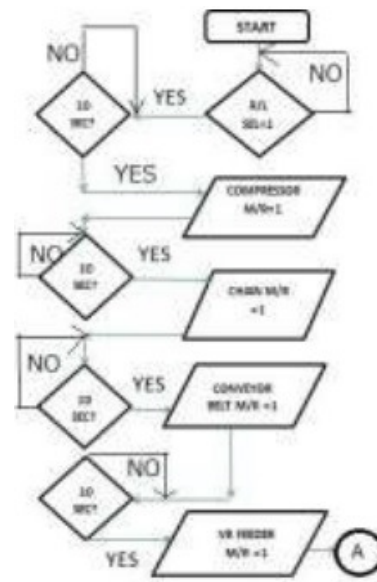 START
NO
NO
10
SEC?
YES
A/L
SEL=1
YES
COMPRESSOR
M/R=1
NO
10
SEC?
YES
CHAIN M/R
=1
NO
10
SEC?
YES
CONVEYOR
BELT M/R =1
NO
10
SEC?
YES
VR FEEDER
M/R =1
A